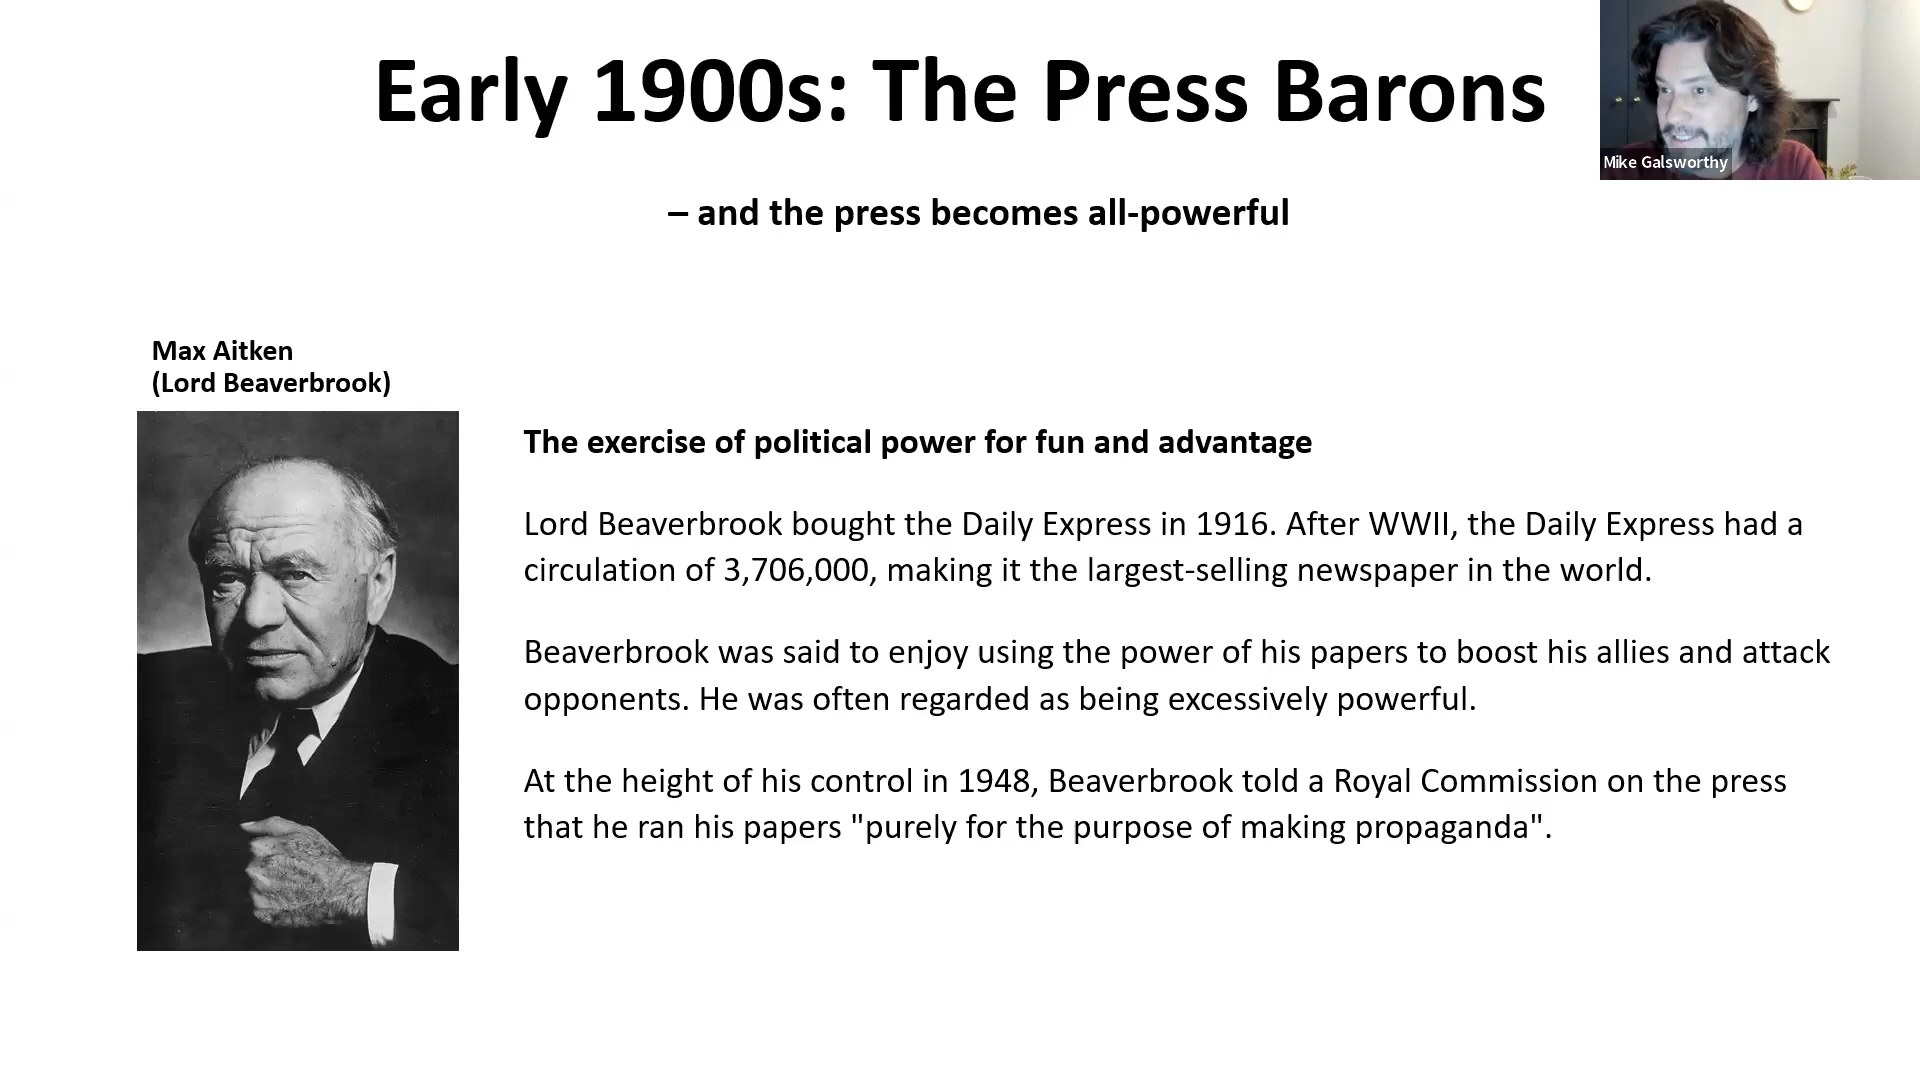 Early 1900s: The Press Barons
Mike Galsworthy
– and the press becomes all-powerful
Max Aitken
(Lord Beaverbrook)
The exercise of political power for fun and advantage
Lord Beaverbrook bought the Daily Express in 1916. After WWII, the Daily Express had a
circulation of 3,706,000, making it the largest-selling newspaper in the world.
Beaverbrook was said to enjoy using the power of his papers to boost his allies and attack
opponents. He was often regarded as being excessively powerful.
At the height of his control in 1948, Beaverbrook told a Royal Commission on the press
that he ran his papers "purely for the purpose of making propaganda".